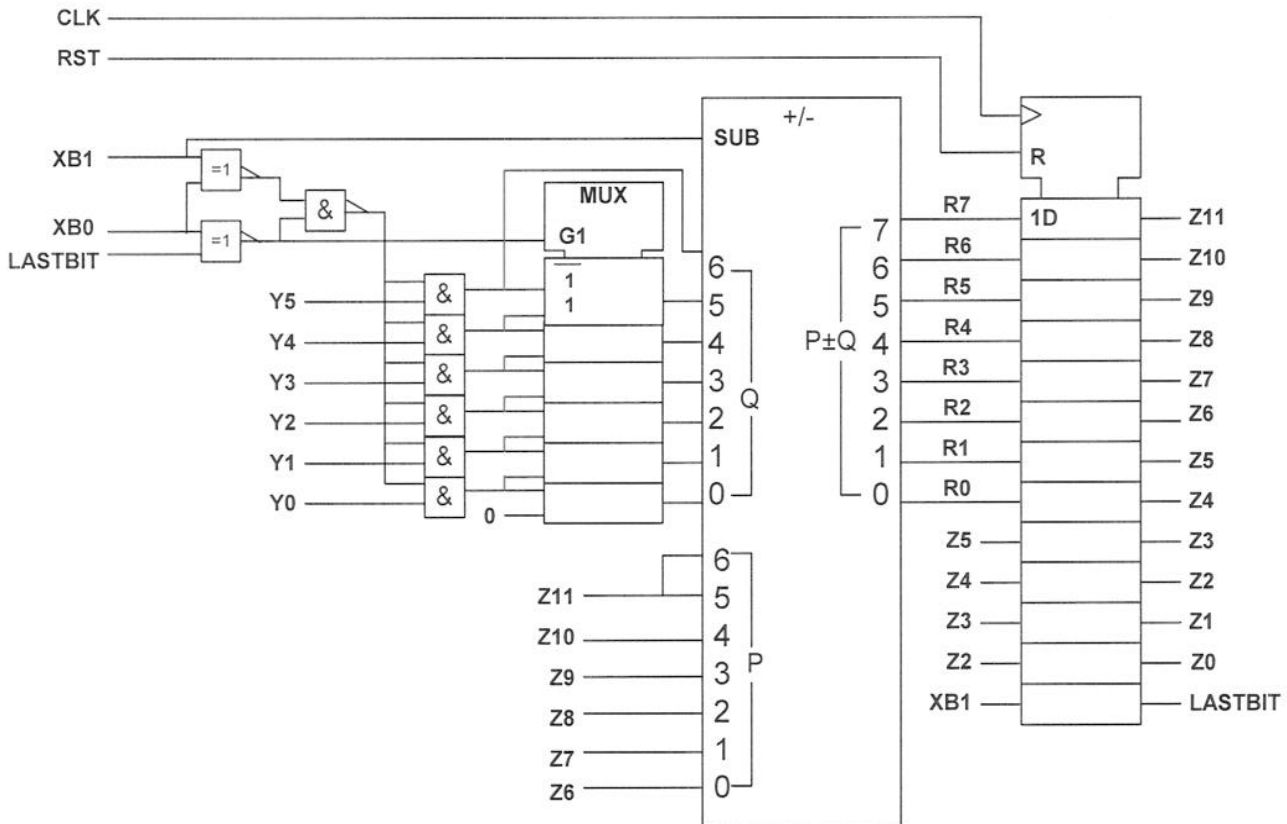 CLK
RST
XB1
XB0
LASTBIT
=1
=1
&
Y5
Y4
Y3
Y2
Y1
Y0
&
&
&
&
&
&
0
MUX
G1
1
1
+/-
SUB
6
5
4
3
2
1
0
Q
6
5
4
3
2
1
0
P
Z11
Z10
Z9
Z8
Z7
Z6
P±Q
7
6
5
4
3
2
1
0
R7
R6
R5
R4
R3
R2
R1
R0
Z5
Z4
Z3
Z2
XB1
R
1D
Z11
Z10
Z9
Z8
Z7
Z6
Z5
Z4
Z3
Z2
Z1
Z0
LASTBIT